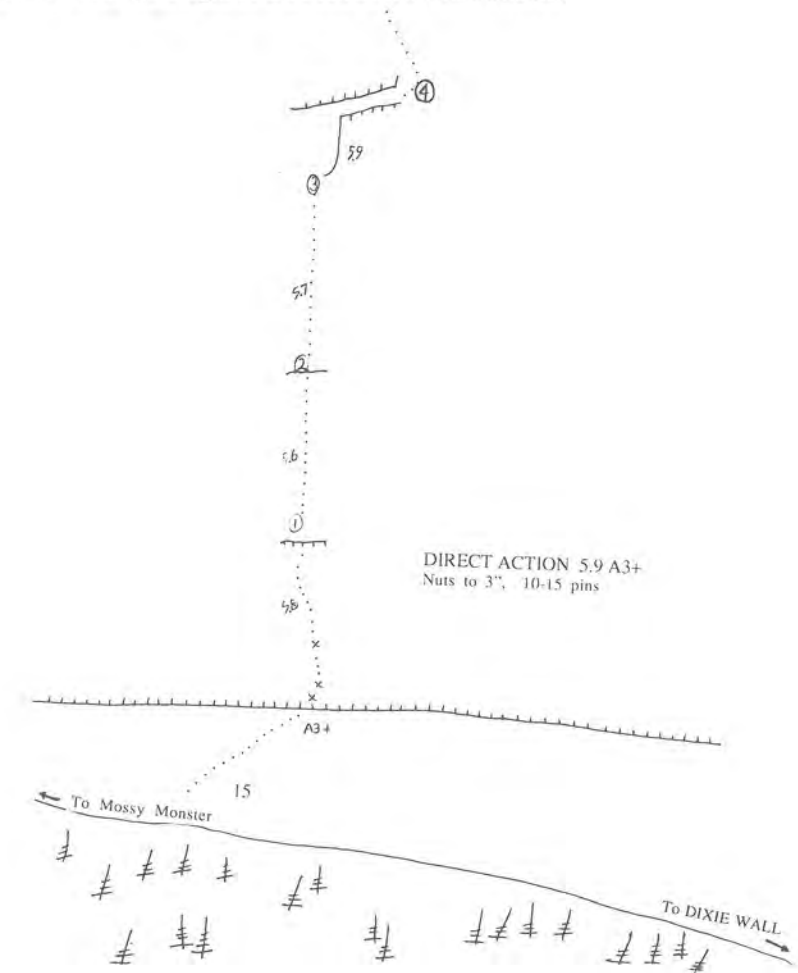 ④
5.9
③
5.7
②
5.6
①
DIRECT ACTION 5.9 A3+
Nuts to 3", 10-15 pins
5.8
A3+
15
To Mossy Monster
To DIXIE WALL